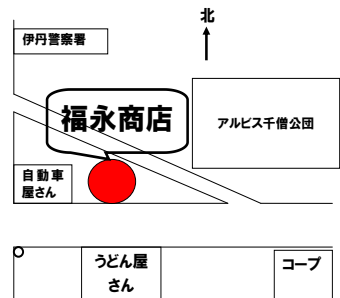 北
伊丹警察署
福永商店
アルビス千僧公団
自動車
屋さん
うどん屋
さん
コープ